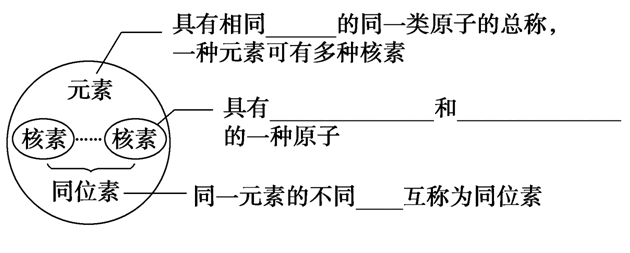 具有相同______的同一类原子的总称，
一种元素可有多种核素
元素
具有______________和______________
的一种原子
核素……核素
同位素
同一元素的不同____互称为同位素